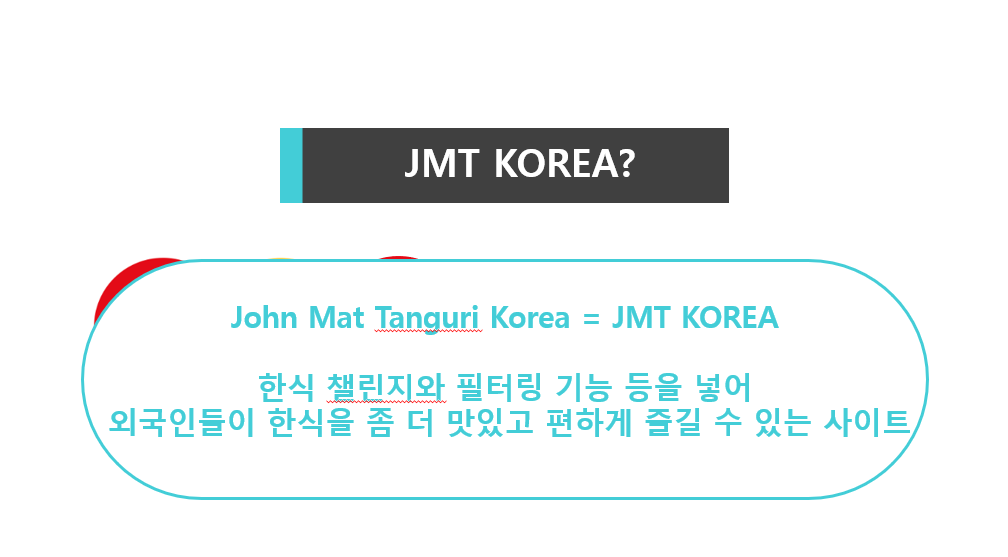 JMT KOREA?
John Mat Tanguri Korea = JMT KOREA
한식 챌린지와 필터링 기능 등을 넣어
외국인들이 한식을 좀 더 맛있고 편하게 즐길 수 있는 사이트